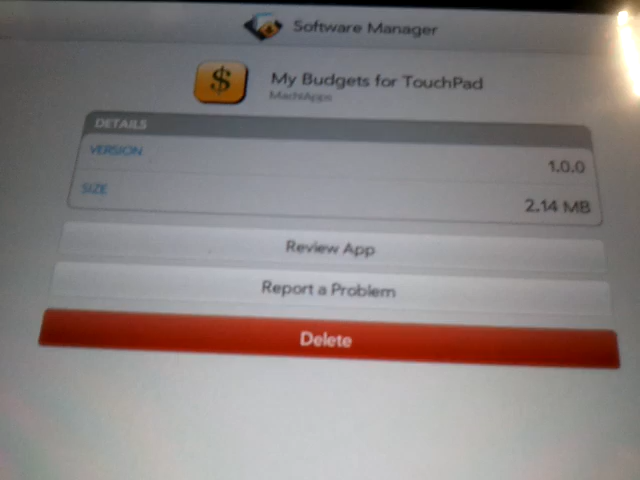 Software Manager
$
My Budgets for TouchPad
MachiApps
DETAILS
VERSION
1.0.0
SIZE
2.14 MB
Review App
Report a Problem
Delete